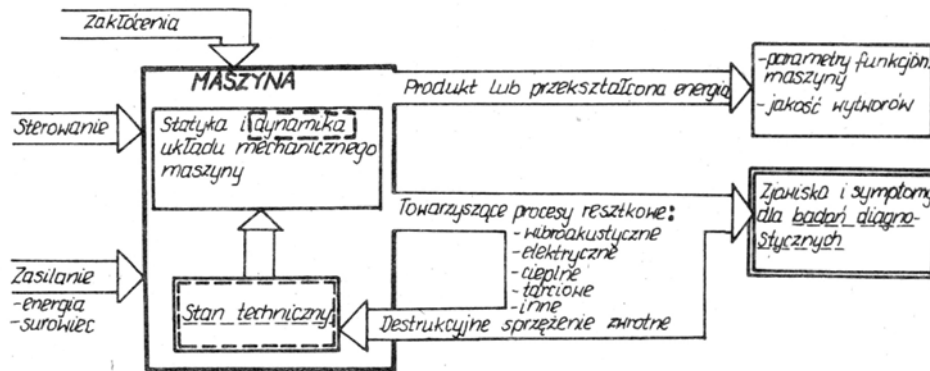 Zakłócenia
MASZYNA
Sterowanie
Statyka i dynamika
układu mechanicznego
maszyny
Zasilanie
-energia
-surowiec
Stan techniczny
Produkt lub przekształcona energia
-parametry funkcjon.
maszyny
-jakość wytworów
Towarzyszące procesy resztkowe:
-wibroakustyczne
-elektryczne
-cieplne
-tarciowe
-inne
Destrukcyjne sprzężenie zwrotne
Zjawiska i symptomy
dla badań diagno-
stycznych